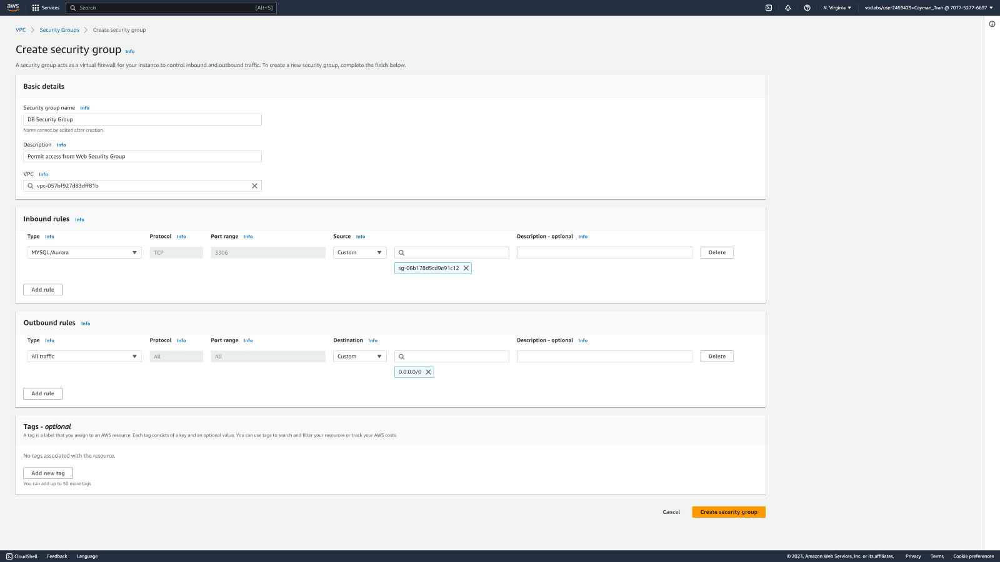 aws Services Search [Alt+S] N. Virginia voclabs/user2469429=Cayman_Tran @ 7077-5277-6697
VPC Security Groups Create security group
Create security group Info
A security group acts as a virtual firewall for your instance to control inbound and outbound traffic. To create a new security group, complete the fields below.
Basic details
Security group name Info
DB Security Group
Name cannot be edited after creation.
Description Info
Permit access from Web Security Group
VPC Info
vpc-057bf927d83dff81b
Inbound rules Info
Type Info Protocol Info Port range Info Source Info Description - optional Info
MYSQL/Aurora TCP 3306 Custom Delete
sg-06b178d5cd9e91c12
Add rule
Outbound rules Info
Type Info Protocol Info Port range Info Destination Info Description - optional Info
All traffic All All Custom Delete
0.0.0.0/0
Add rule
Tags - optional
A tag is a label that you assign to an AWS resource. Each tag consists of a key and an optional value. You can use tags to search and filter your resources or track your AWS costs.
No tags associated with the resource.
Add new tag
You can add up to 50 more tags
Cancel Create security group
CloudShell Feedback Language © 2023, Amazon Web Services, Inc. or its affiliates. Privacy Terms Cookie preferences